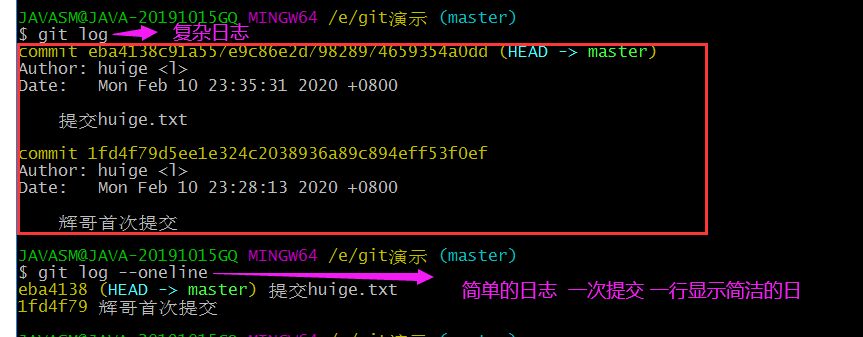 JAVASM@JAVA-20191015GQ MINGW64 /e/git演示 (master)
$ git log 复杂日志
commit eba4138c91a557e9c86e2d79828974659354a0dd (HEAD -> master)
Author: huige <l>
Date: Mon Feb 10 23:35:31 2020 +0800
提交huige.txt
commit 1fd4f79d5ee1e324c2038936a89c894eff53f0ef
Author: huige <l>
Date: Mon Feb 10 23:28:13 2020 +0800
辉哥首次提交
JAVASM@JAVA-20191015GQ MINGW64 /e/git演示 (master)
$ git log --oneline
eba4138 (HEAD -> master) 提交huige.txt 简单的日志 一次提交 一行显示简洁的日
1fd4f79 辉哥首次提交